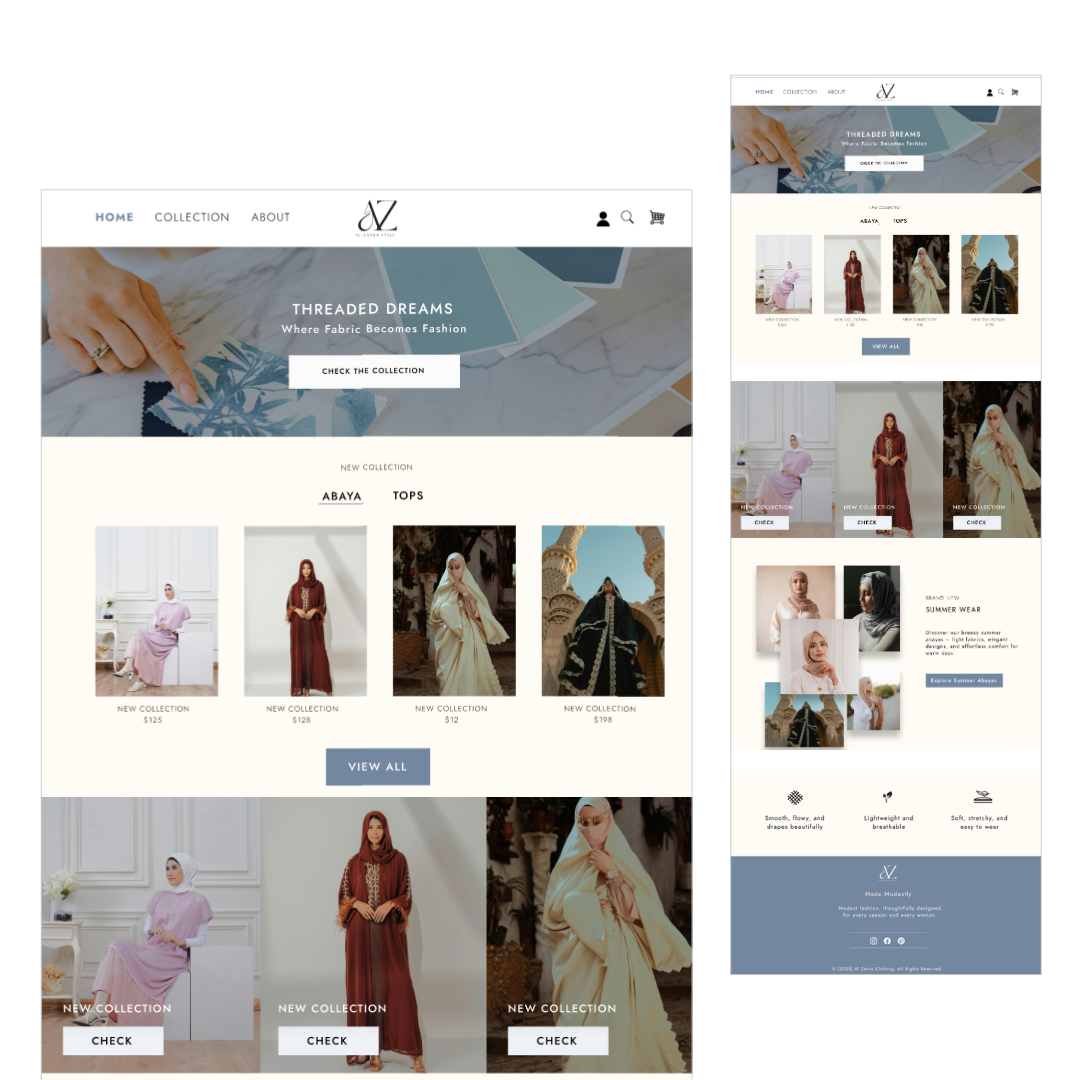 HOME COLLECTION ABOUT
AZ
AL ZAHRA STYLE
THREADED DREAMS
Where Fabric Becomes Fashion
CHECK THE COLLECTION
NEW COLLECTION
ABAYA TOPS
NEW COLLECTION
$125
NEW COLLECTION
$128
NEW COLLECTION
$12
NEW COLLECTION
$198
VIEW ALL
NEW COLLECTION
CHECK
NEW COLLECTION
CHECK
NEW COLLECTION
CHECK
HOME COLLECTION ABOUT
AZ
THREADED DREAMS
Where Fabric Becomes Fashion
CHECK THE COLLECTION
NEW COLLECTION
ABAYA TOPS
NEW COLLECTION
$125
NEW COLLECTION
$128
NEW COLLECTION
$12
NEW COLLECTION
$198
VIEW ALL
NEW COLLECTION
CHECK
NEW COLLECTION
CHECK
NEW COLLECTION
CHECK
BRAND NEW
SUMMER WEAR
Discover our breezy summer
abayas – light fabrics, elegant
designs, and effortless comfort for
warm days.
Explore Summer Abayas
Smooth, flowy, and
drapes beautifully
Lightweight and
breathable
Soft, stretchy, and
easy to wear
AZ
Made Modestly
Modest fashion, thoughtfully designed
for every season and every woman.
Al Zahra Clothing. All Rights Reserved.